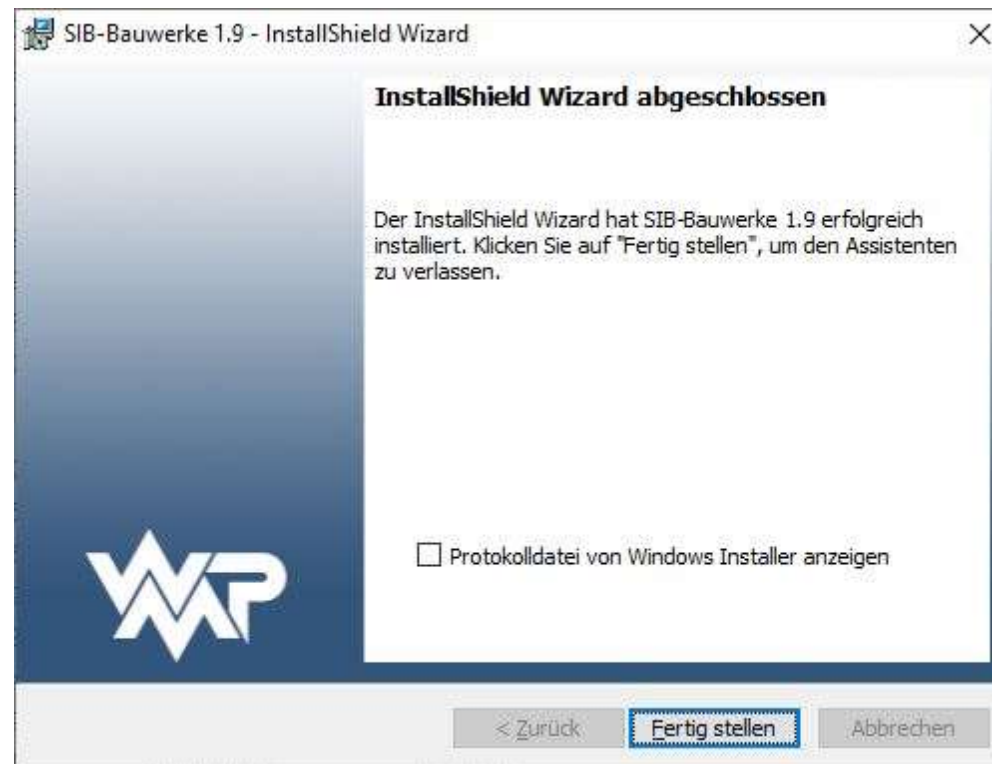 SIB-Bauwerke 1.9 - InstallShield Wizard
InstallShield Wizard abgeschlossen
Der InstallShield Wizard hat SIB-Bauwerke 1.9 erfolgreich
installiert. Klicken Sie auf "Fertig stellen", um den Assistenten
zu verlassen.
Protokolldatei von Windows Installer anzeigen
WMP
< Zurück Fertig stellen Abbrechen